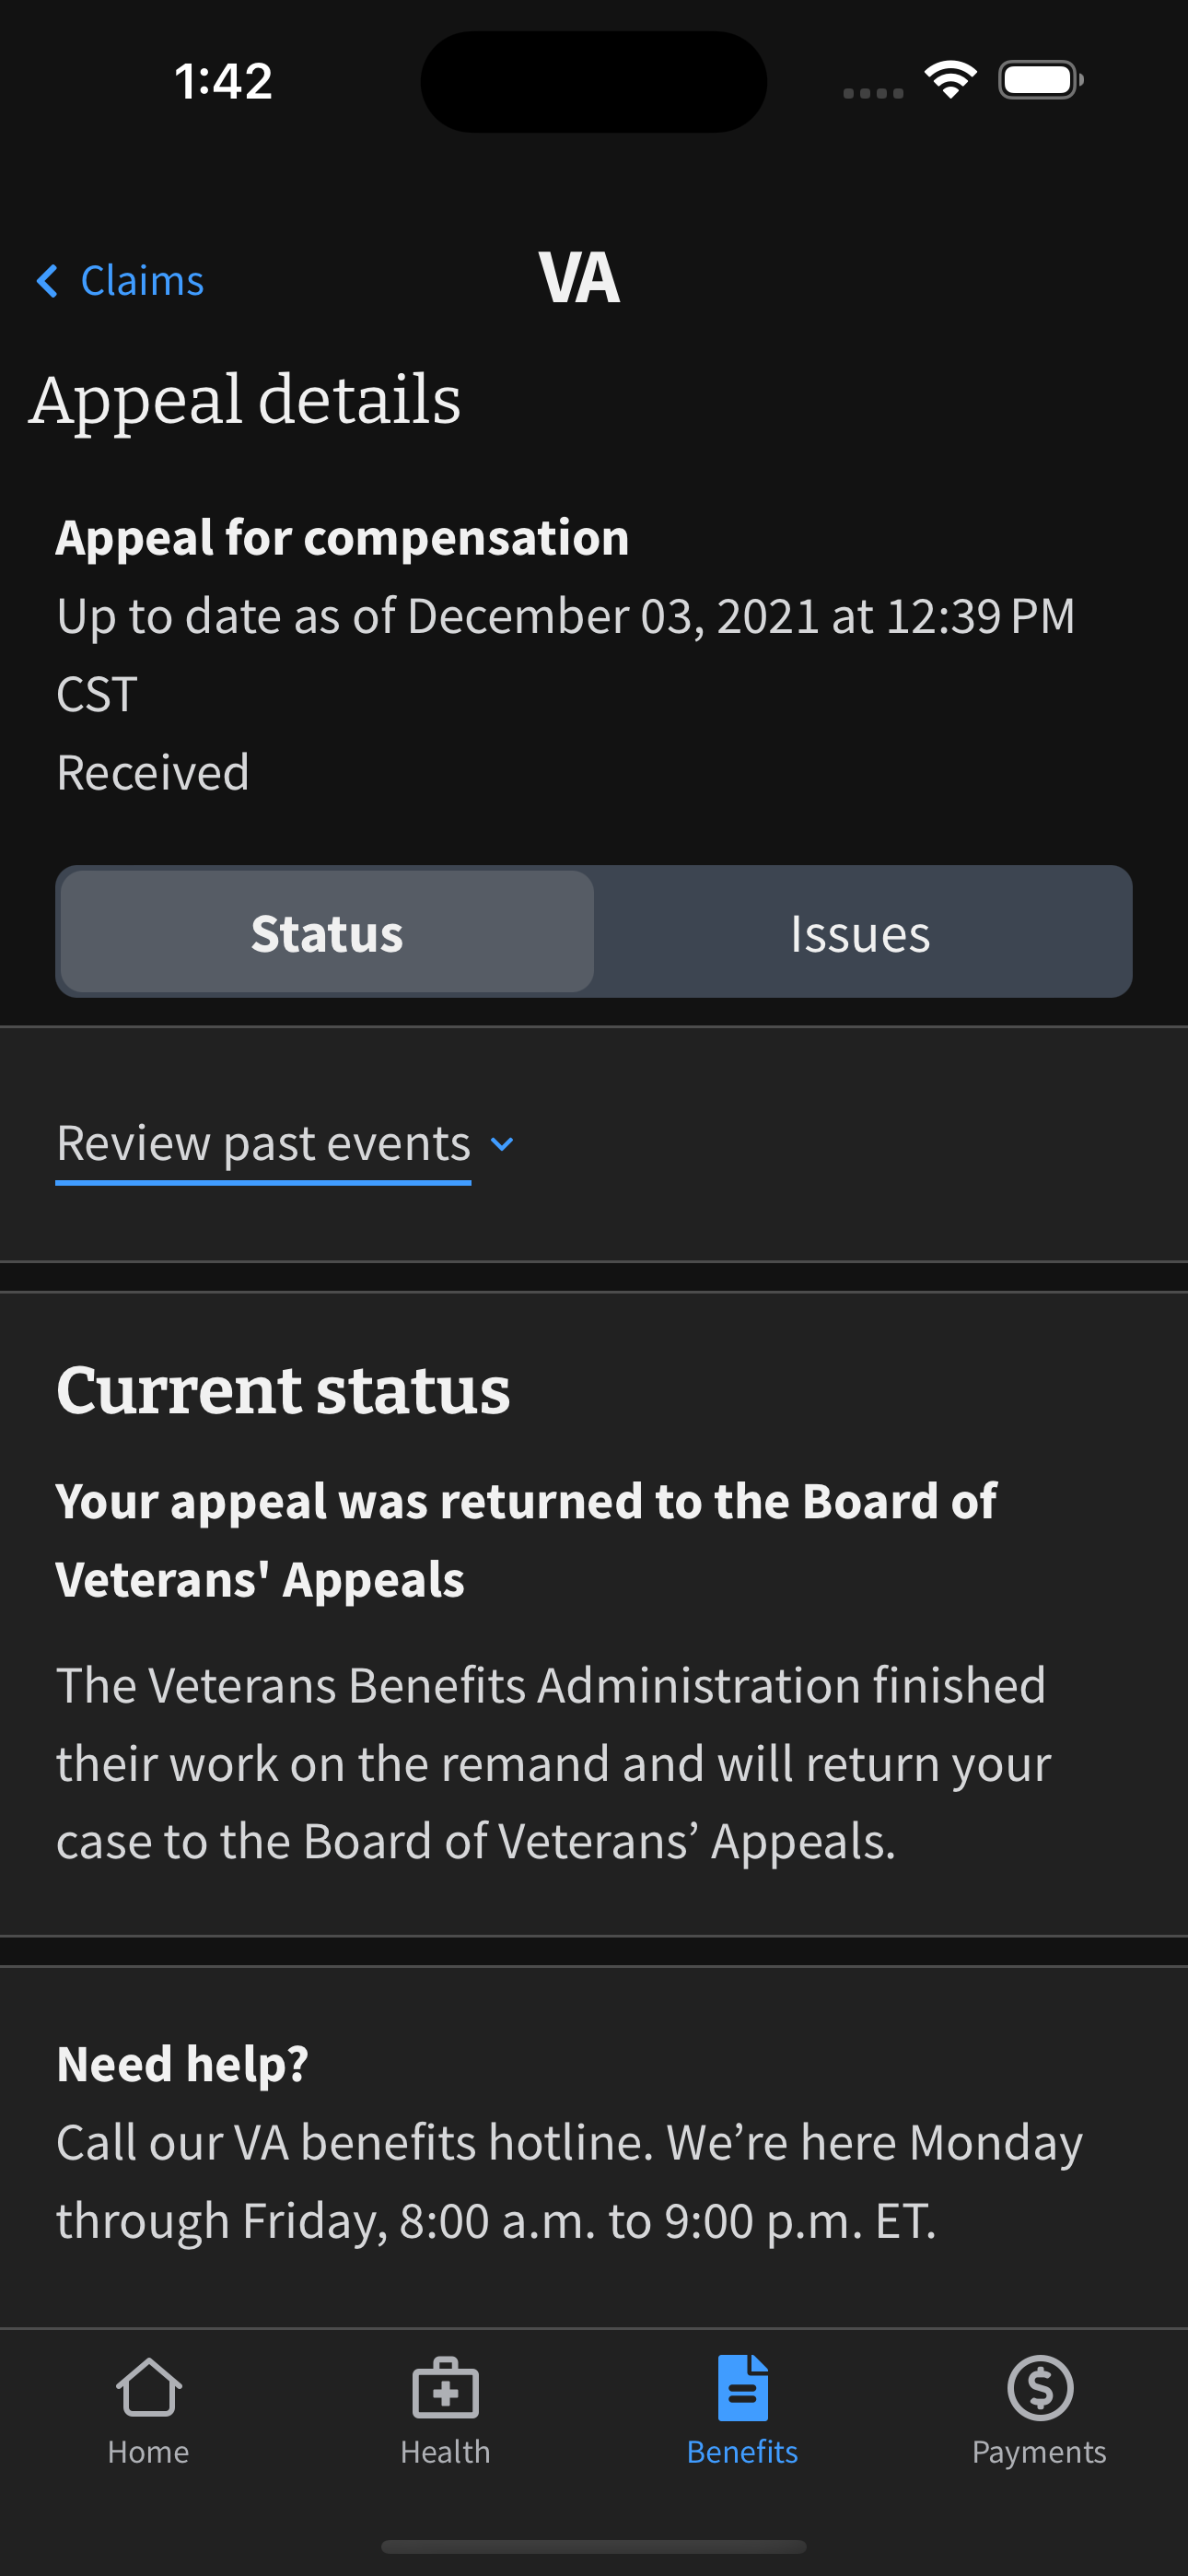 1:42
Claims
VA
Appeal details
Appeal for compensation
Up to date as of December 03, 2021 at 12:39 PM
CST
Received
Status
Issues
Review past events
Current status
Your appeal was returned to the Board of
Veterans' Appeals
The Veterans Benefits Administration finished
their work on the remand and will return your
case to the Board of Veterans’ Appeals.
Need help?
Call our VA benefits hotline. We’re here Monday
through Friday, 8:00 a.m. to 9:00 p.m. ET.
Home
Health
Benefits
Payments